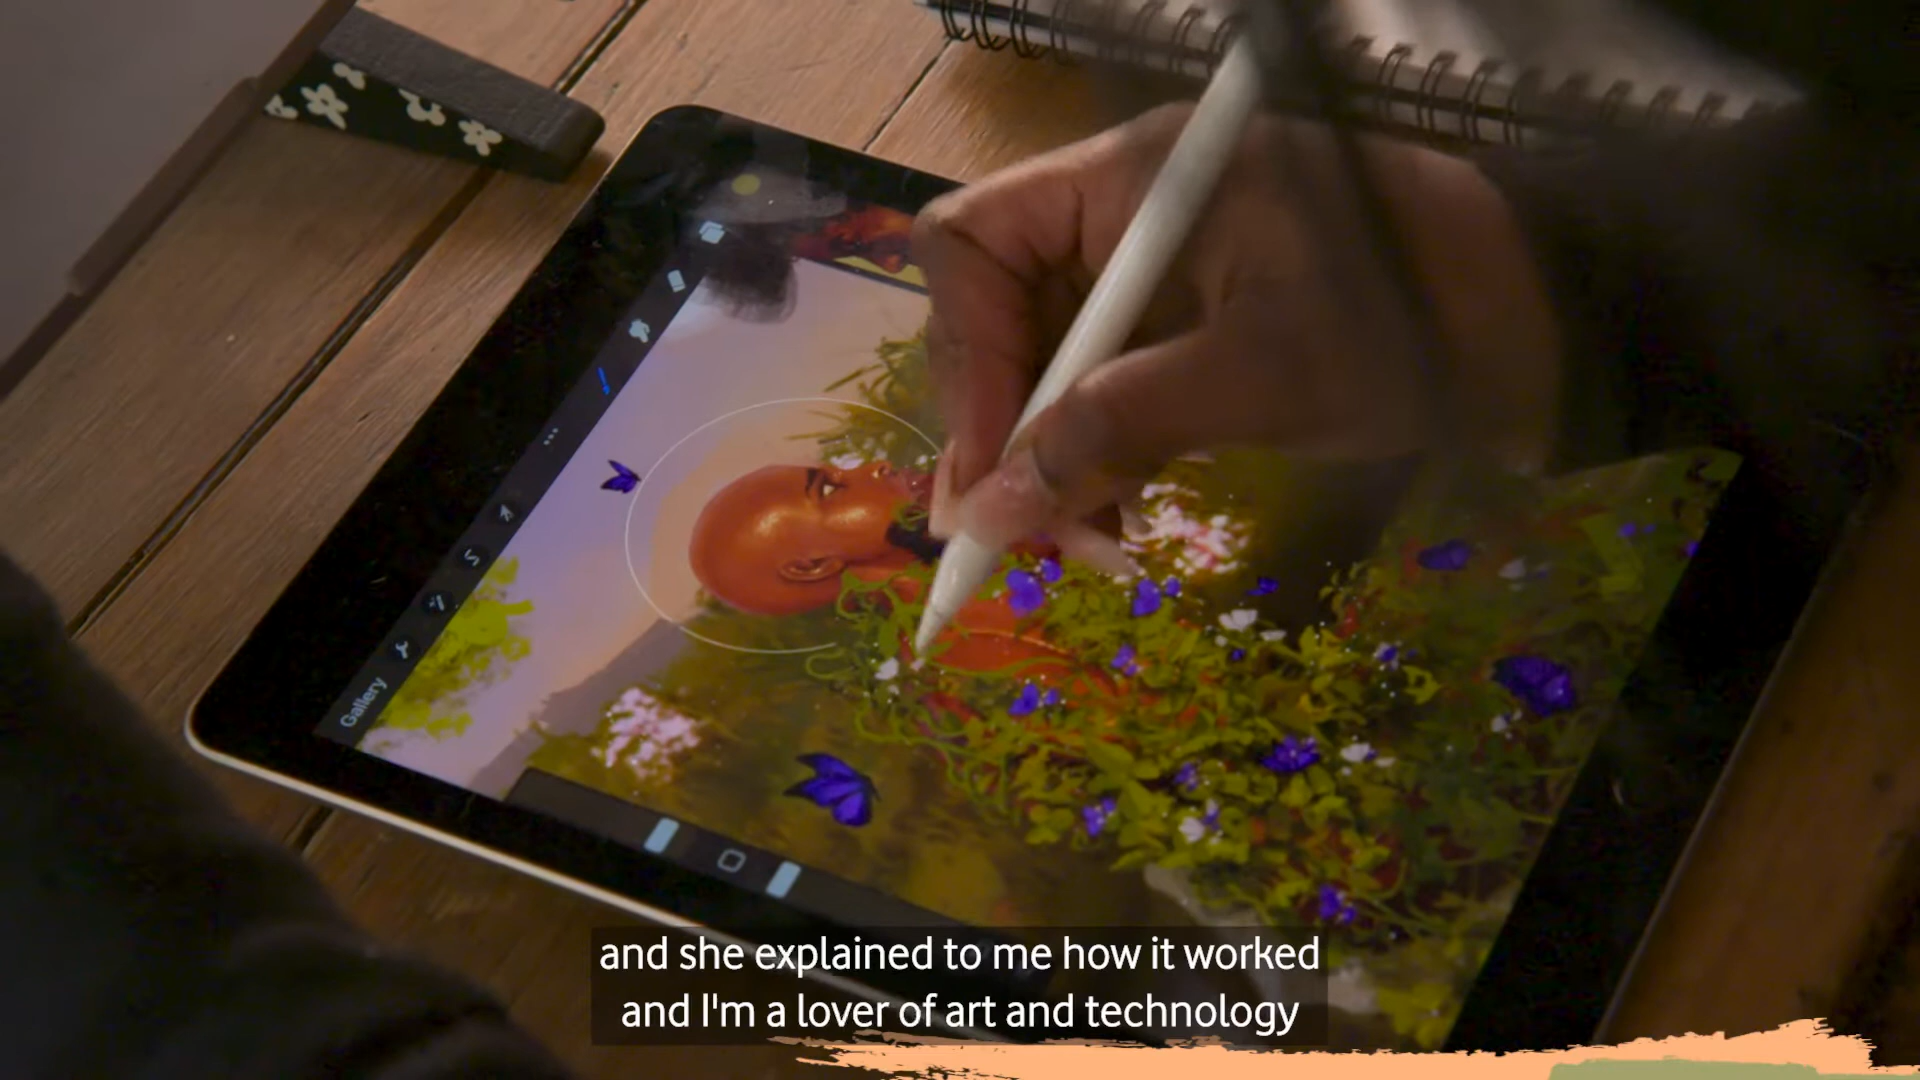 Gallery
and she explained to me how it worked
and I'm a lover of art and technology